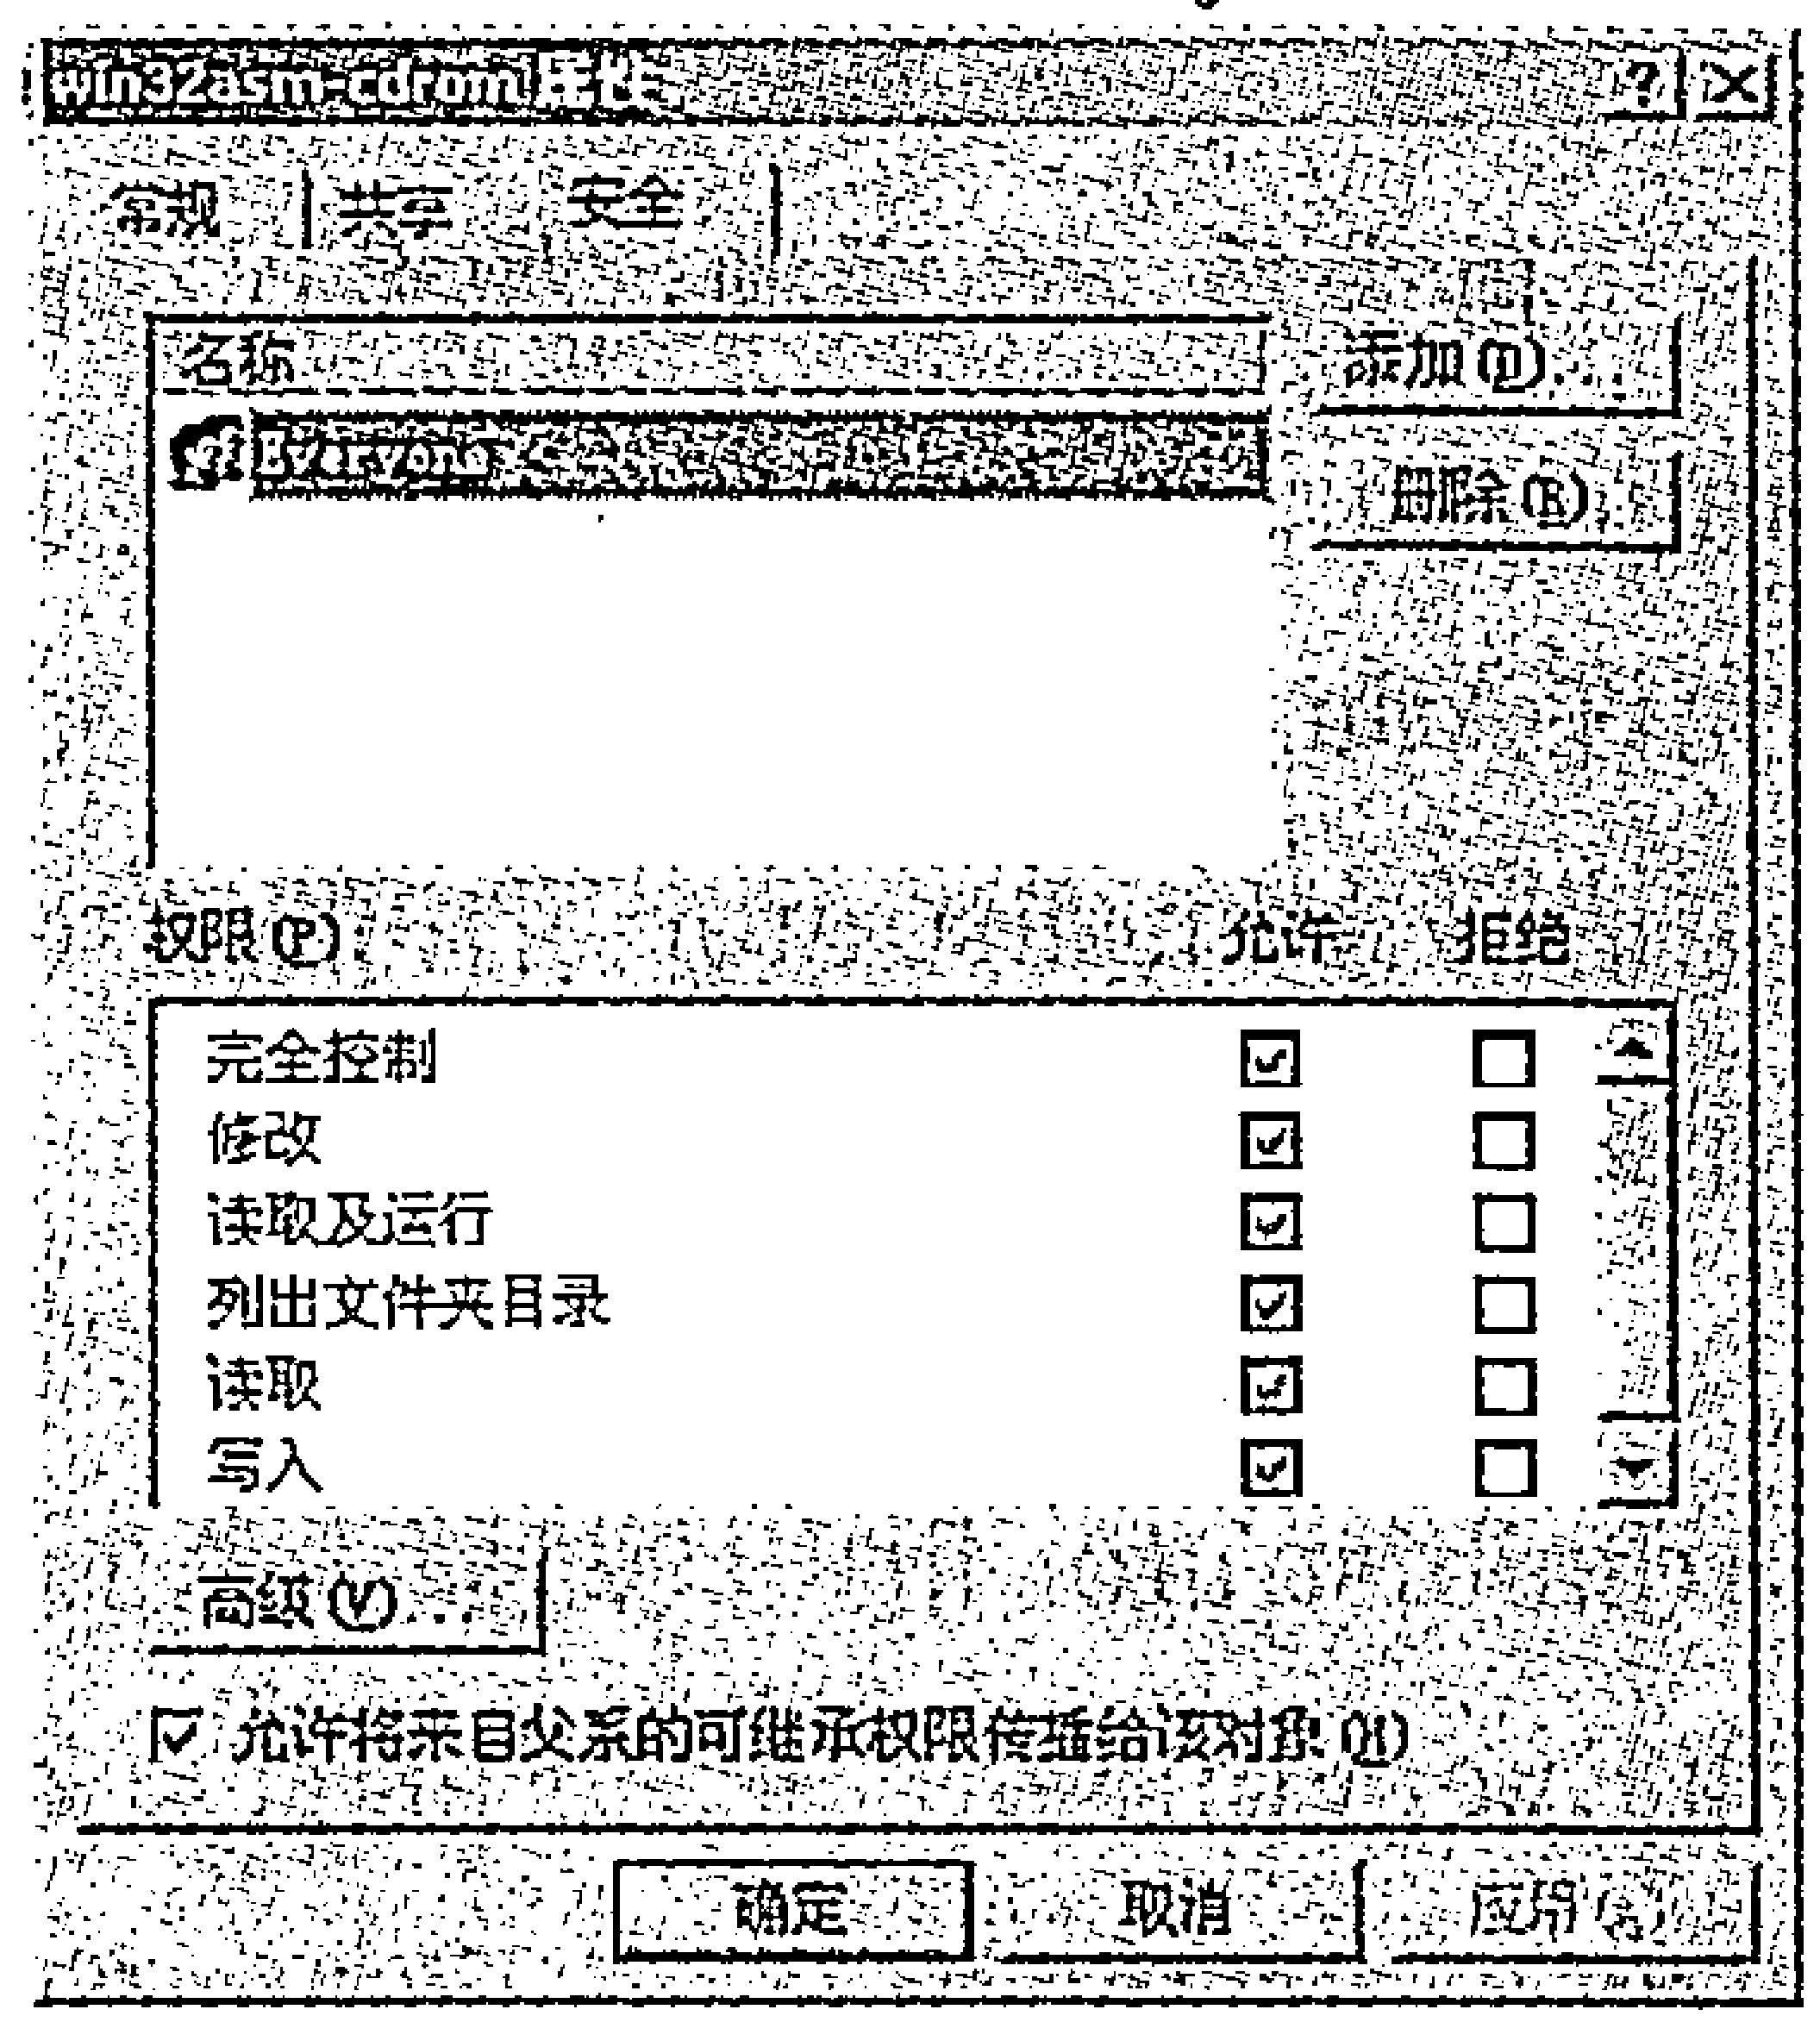 win32asm-cdrom 属性
常规 共享 安全
名称
添加(D)...
Everyone
删除(R)
权限(P): 允许 拒绝
完全控制
修改
读取及运行
列出文件夹目录
读取
写入
高级(V)...
允许将来自父系的可继承权限传播给该对象(H)
确定 取消 应用(A)